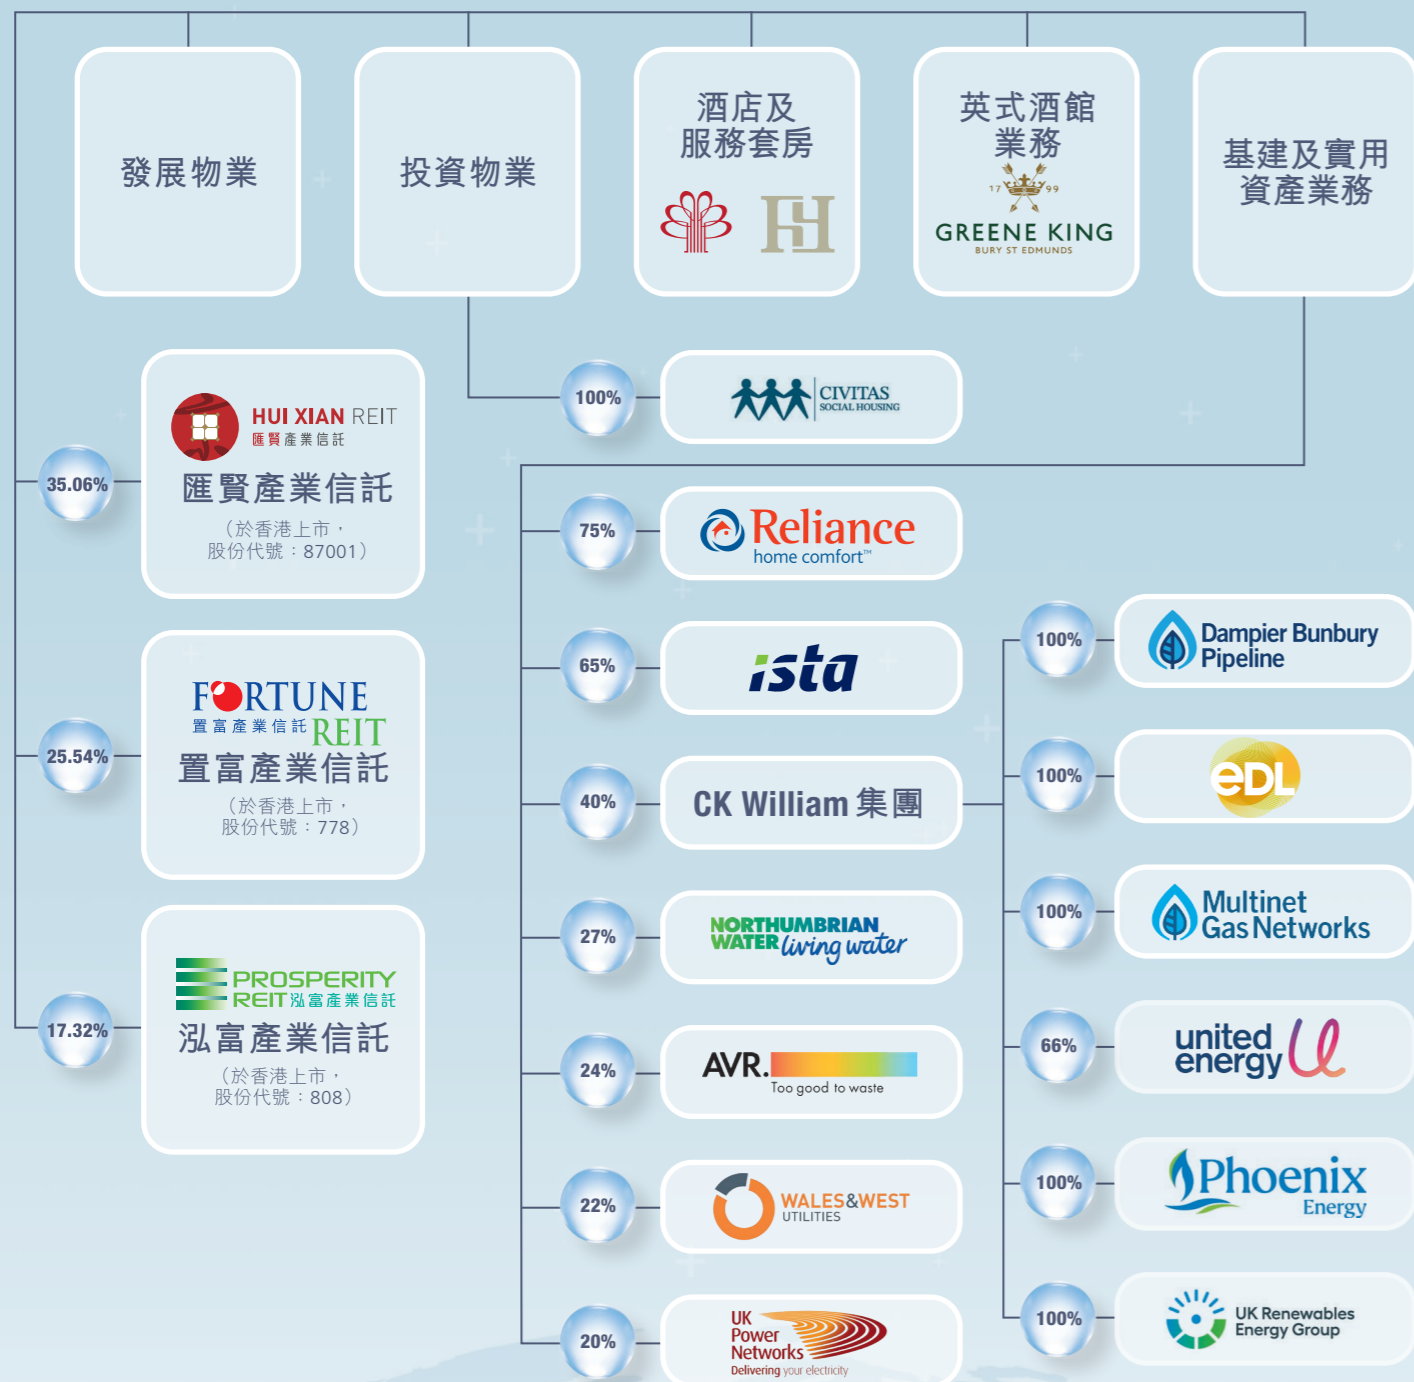 發展物業
投資物業
酒店及
服務套房
英式酒館
業務
17 99
GREENE KING
BURY ST EDMUNDS
基建及實用
資產業務
35.06%
HUI XIAN REIT
匯賢產業信託
匯賢產業信託
（於香港上市，
股份代號：87001）
25.54%
FORTUNE
置富產業信託 REIT
置富產業信託
（於香港上市，
股份代號：778）
17.32%
PROSPERITY
REIT 泓富產業信託
泓富產業信託
（於香港上市，
股份代號：808）
100%
CIVITAS
SOCIAL HOUSING
75%
Reliance
home comfort™
65%
ista
40%
CK William 集團
27%
NORTHUMBRIAN
WATER living water
24%
AVR.
Too good to waste
22%
WALES&WEST
UTILITIES
20%
UK
Power
Networks
Delivering your electricity
100%
Dampier Bunbury
Pipeline
100%
eDL
100%
Multinet
Gas Networks
66%
united
energy
100%
Phoenix
Energy
100%
UK Renewables
Energy Group